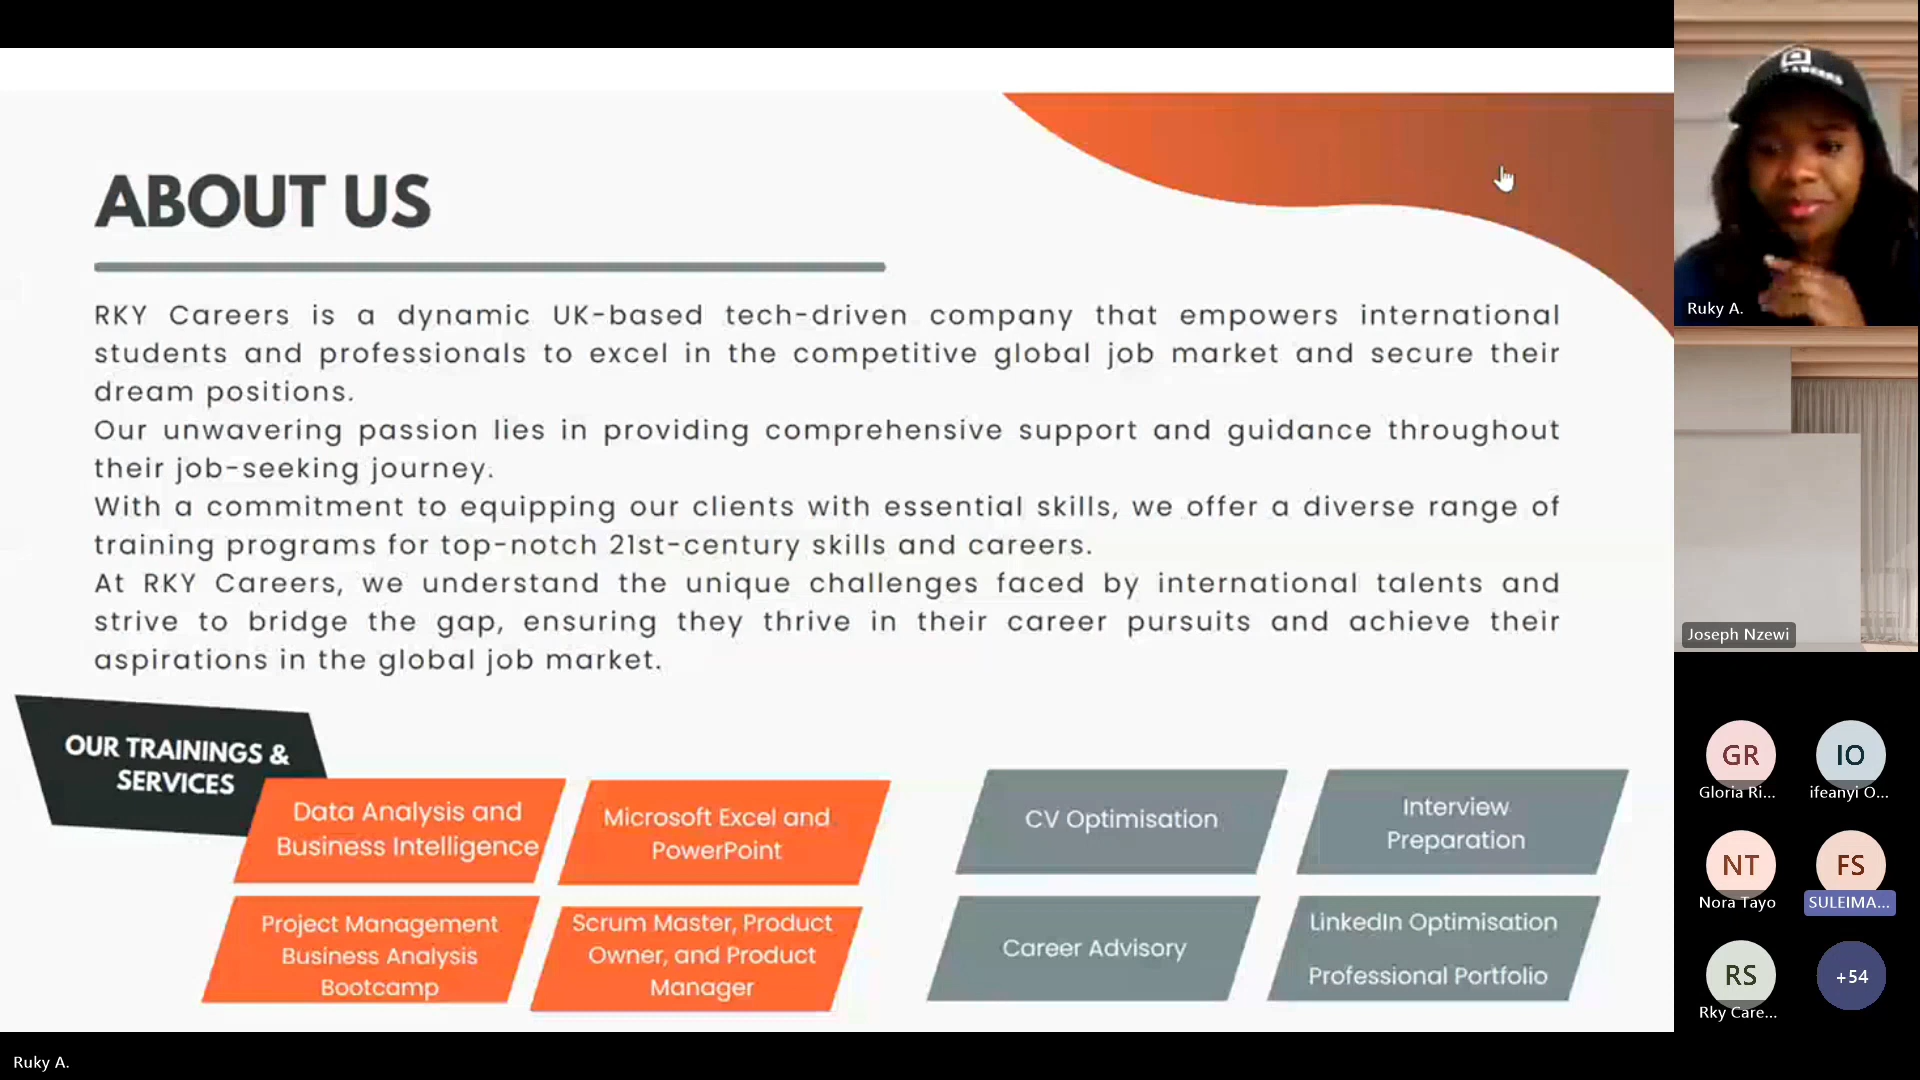 ABOUT US
RKY Careers is a dynamic UK-based tech-driven company that empowers international
students and professionals to excel in the competitive global job market and secure their
dream positions.
Our unwavering passion lies in providing comprehensive support and guidance throughout
their job-seeking journey.
With a commitment to equipping our clients with essential skills, we offer a diverse range of
training programs for top-notch 21st-century skills and careers.
At RKY Careers, we understand the unique challenges faced by international talents and
strive to bridge the gap, ensuring they thrive in their career pursuits and achieve their
aspirations in the global job market.
OUR TRAININGS &
SERVICES
Data Analysis and
Business Intelligence
Microsoft Excel and
PowerPoint
CV Optimisation
Interview
Preparation
Project Management
Business Analysis
Bootcamp
Scrum Master, Product
Owner, and Product
Manager
Career Advisory
LinkedIn Optimisation
Professional Portfolio
Ruky A.
Joseph Nzewi
GR
Gloria Ri...
IO
ifeanyi O...
NT
Nora Tayo
FS
SULEIMA...
RS
Rky Care...
+54
Ruky A.